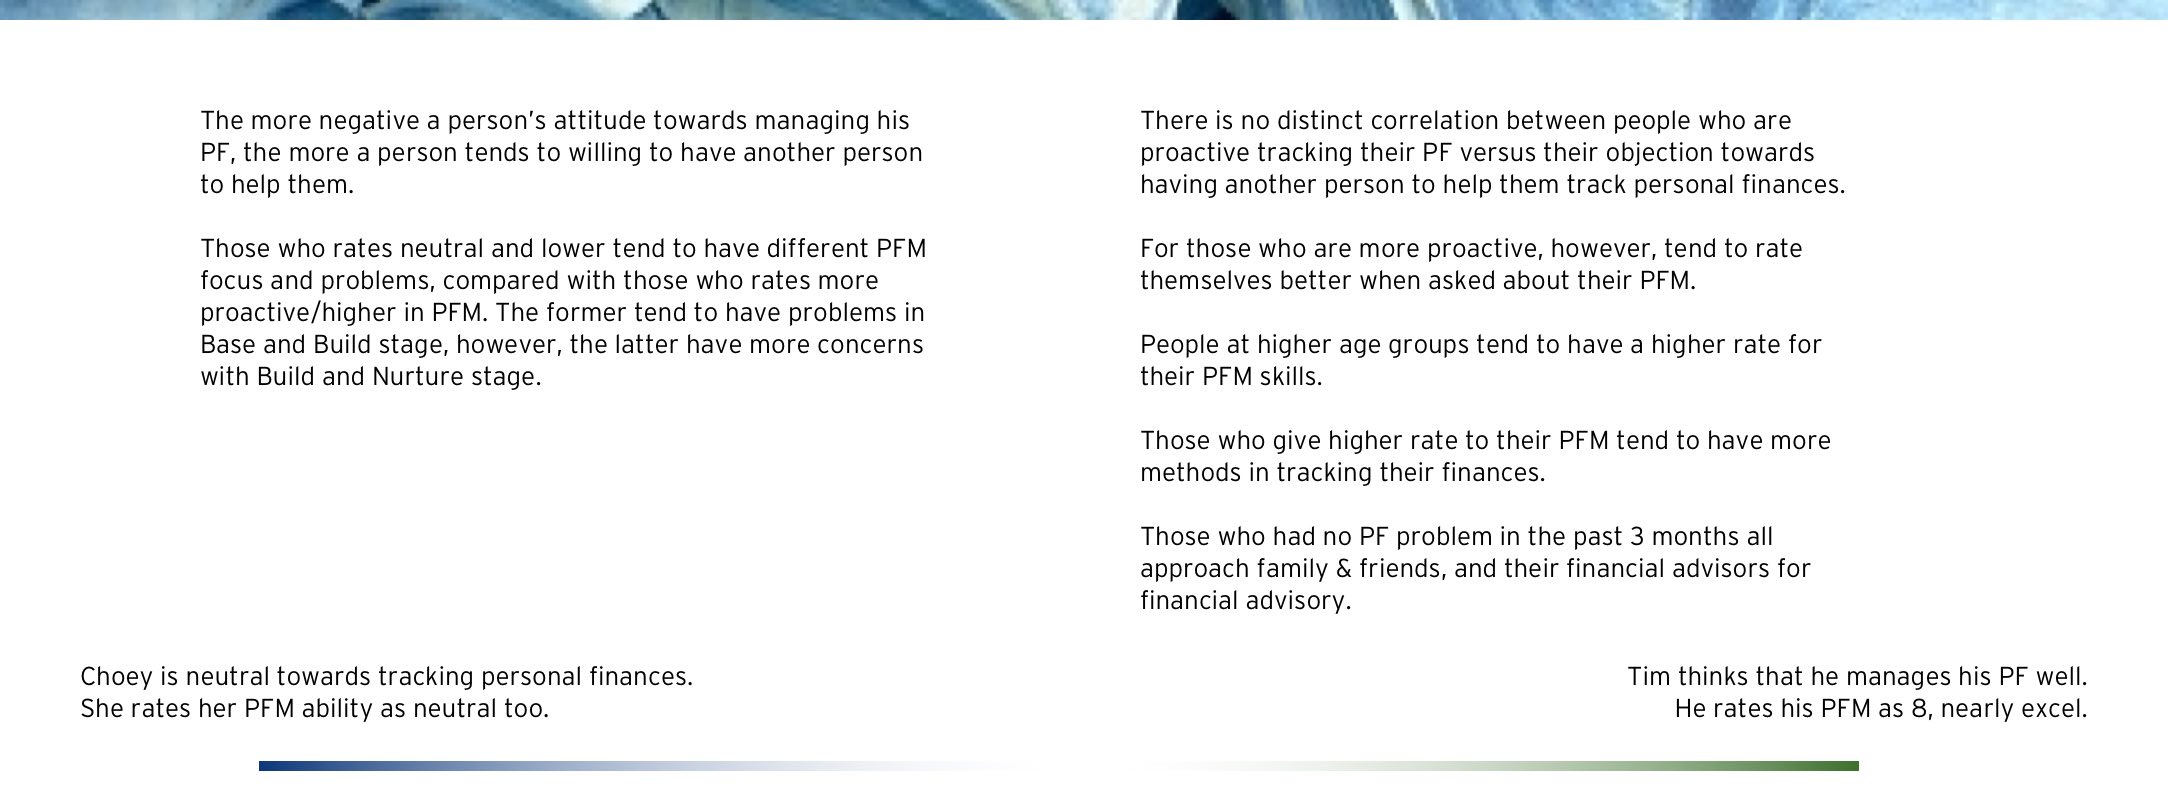 The more negative a person’s attitude towards managing his
PF, the more a person tends to willing to have another person
to help them.
Those who rates neutral and lower tend to have different PFM
focus and problems, compared with those who rates more
proactive/higher in PFM. The former tend to have problems in
Base and Build stage, however, the latter have more concerns
with Build and Nurture stage.
There is no distinct correlation between people who are
proactive tracking their PF versus their objection towards
having another person to help them track personal finances.
For those who are more proactive, however, tend to rate
themselves better when asked about their PFM.
People at higher age groups tend to have a higher rate for
their PFM skills.
Those who give higher rate to their PFM tend to have more
methods in tracking their finances.
Those who had no PF problem in the past 3 months all
approach family & friends, and their financial advisors for
financial advisory.
Choey is neutral towards tracking personal finances.
She rates her PFM ability as neutral too.
Tim thinks that he manages his PF well.
He rates his PFM as 8, nearly excel.